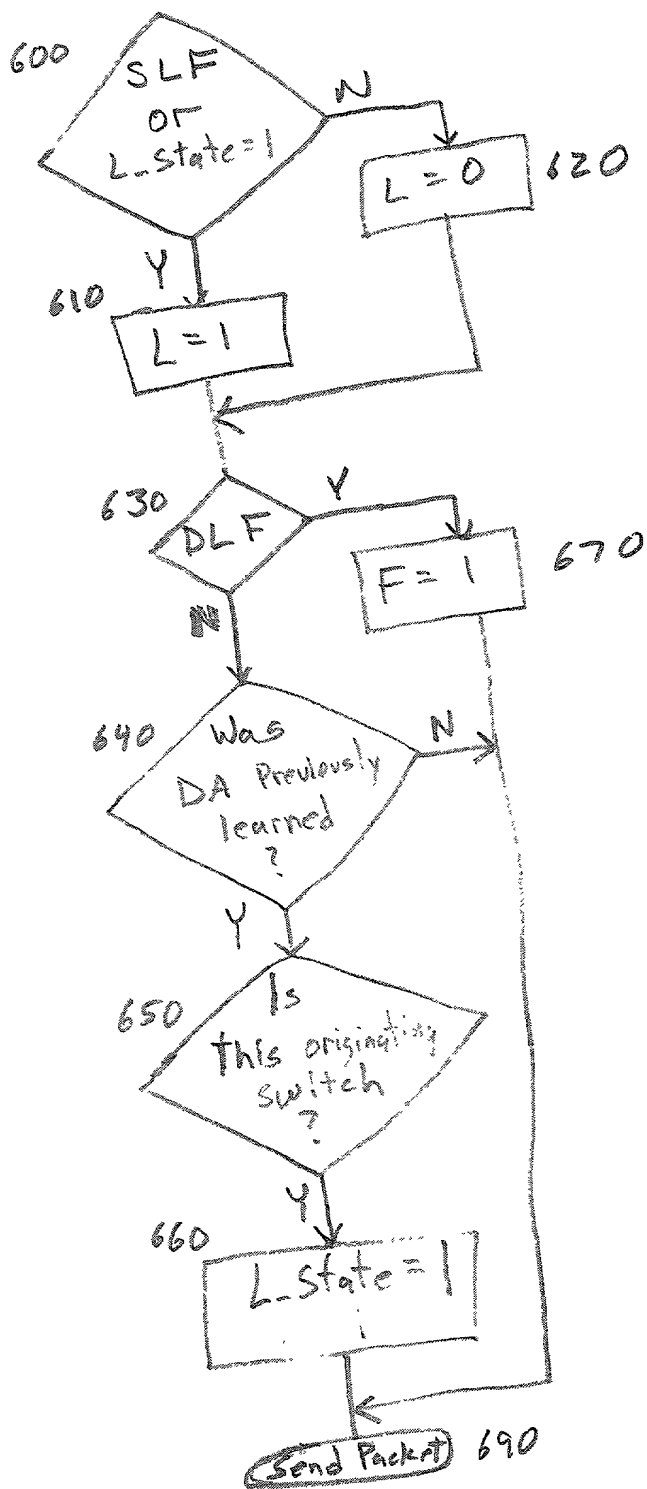 600
SLF
or
L_State=1
N
L = 0
620
Y
610
L = 1
630
DLF
Y
F = 1
670
N
640
Was
DA Previously
learned
?
N
Y
650
Is
this originating
switch
?
Y
660
L_State = 1
Send Packet
690